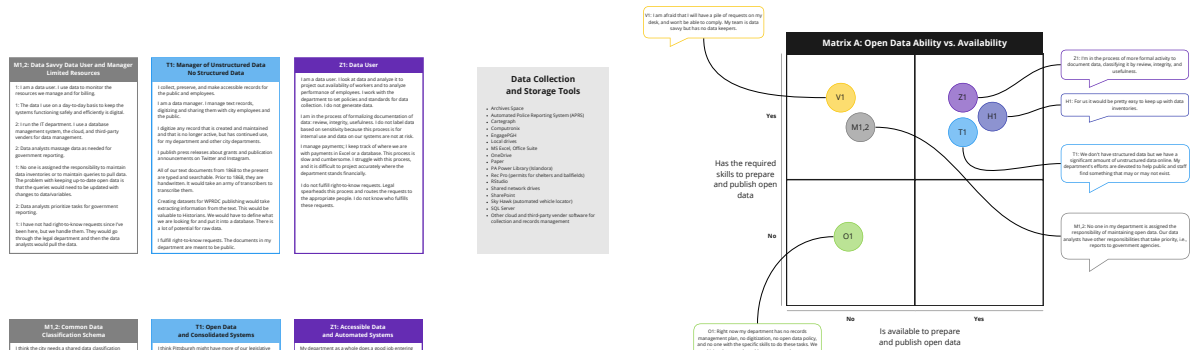 M1,2: Data Savvy Data User and Manager
Limited Resources
1: I am a data user. I use data to monitor the
resources we manage and for billing.
1: The data I use on a day-to-day basis to keep the
systems functioning safely and efficiently is digital
2: I run the IT department. I use a database
management system, the cloud, and third-party
vendors for data management.
2: Data analysts massage data as needed for
government reporting.
1: No one is assigned the responsibility to maintain
data inventories or to maintain queries to pull data.
The problem with keeping up-to-date open data is
that the queries would need to be updated with
changes to data/variables.
2: Data analysts prioritize tasks for government
reporting.
1: I have not had right-to-know requests since I've
been here, but we handle them. They would go
through the legal department and then the data
analysts would pull the data.
T1: Manager of Unstructured Data
No Structured Data
I collect, preserve, and make accessible records for
the public and employees.
I am a data manager. I manage text records,
digitizing and sharing them with city employees and
the public.
I digitize any record that is created and maintained
and that is no longer active, but has continued use,
for my department and other city departments.
I publish press releases about grants and publication
announcements on Twitter and Instagram.
All of our text documents from 1868 to the present
are typed and searchable. Prior to 1868, they are
handwritten. It would take an army of transcribers to
transcribe them.
Creating datasets for WPRDC publishing would take
extracting information from the text. This would be
valuable to Historians. We would have to define what
we are looking for and put it into a database. There is
a lot of potential for raw data.
I fulfill right-to-know requests. The documents in my
department are meant to be public.
Z1: Data User
I am a data user. I look at data and analyze it to
project out availability of workers and to analyze
performance of employees. I work with the
department to set policies and standards for data
collection. I do not generate data.
I am in the process of formalizing documentation of
data: review, integrity, usefulness. I do not label data
based on sensitivity because this process is for
internal use and data on our systems are not at risk.
I manage payments; I keep track of where we are
with payments in Excel or a database. This process is
slow and cumbersome. I struggle with this process,
and it is difficult to project accurately where the
department stands financially.
I do not fulfill right-to-know requests. Legal
spearheads this process and routes the requests to
the appropriate people. I do not know who fulfills
these requests.
Data Collection
and Storage Tools
Archives Space
Automated Police Reporting System (APRS)
Cartegraph
Computronix
EngagePGH
Local drives
MS Excel, Office Suite
OneDrive
Paper
PA Power Library (Islandora)
Rec Pro (permits for shelters and ballfields)
RStudio
Shared network drives
SharePoint
Sky Hawk (automated vehicle locator)
SQL Server
Other cloud and third-party vendor software for
collection and records management
M1,2: Common Data
Classification Schema
I think the city needs a shared data classification
T1: Open Data
and Consolidated Systems
I think Pittsburgh might have more of our legislative
Z1: Accessible Data
and Automated Systems
My department as a whole does a good job entering
V1: I am afraid that I will have a pile of requests on my
desk, and won't be able to comply. My team is data
savvy but has no data keepers.
Matrix A: Open Data Ability vs. Availability
V1
M1,2
Z1
H1
T1
O1
Yes
Has the required
skills to prepare
and publish open
data
No
No
Yes
Is available to prepare
and publish open data
Z1: I'm in the process of more formal activity to
document data, classifying it by review, integrity, and
usefulness.
H1: For us it would be pretty easy to keep up with data
inventories.
T1: We don't have structured data but we have a
significant amount of unstructured data online. My
department's efforts are devoted to help public and staff
find something that may or may not exist.
M1,2: No one in my department is assigned the
responsibility of maintaining open data. Our data
analysts have other responsibilities that take priority, i.e.,
reports to government agencies.
O1: Right now my department has no records
management plan, no digitization, no open data policy,
and no one with the specific skills to do these tasks. We